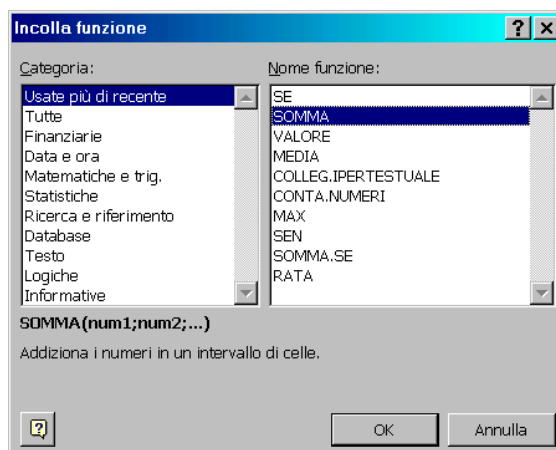 Incolla funzione
Categoria:
Usate più di recente
Tutte
Finanziarie
Data e ora
Matematiche e trig.
Statistiche
Ricerca e riferimento
Database
Testo
Logiche
Informative
Nome funzione:
SE
SOMMA
VALORE
MEDIA
COLLEG.IPERTESTUALE
CONTA.NUMERI
MAX
SEN
SOMMA.SE
RATA
SOMMA(num1;num2;...)
Addiziona i numeri in un intervallo di celle.
OK
Annulla